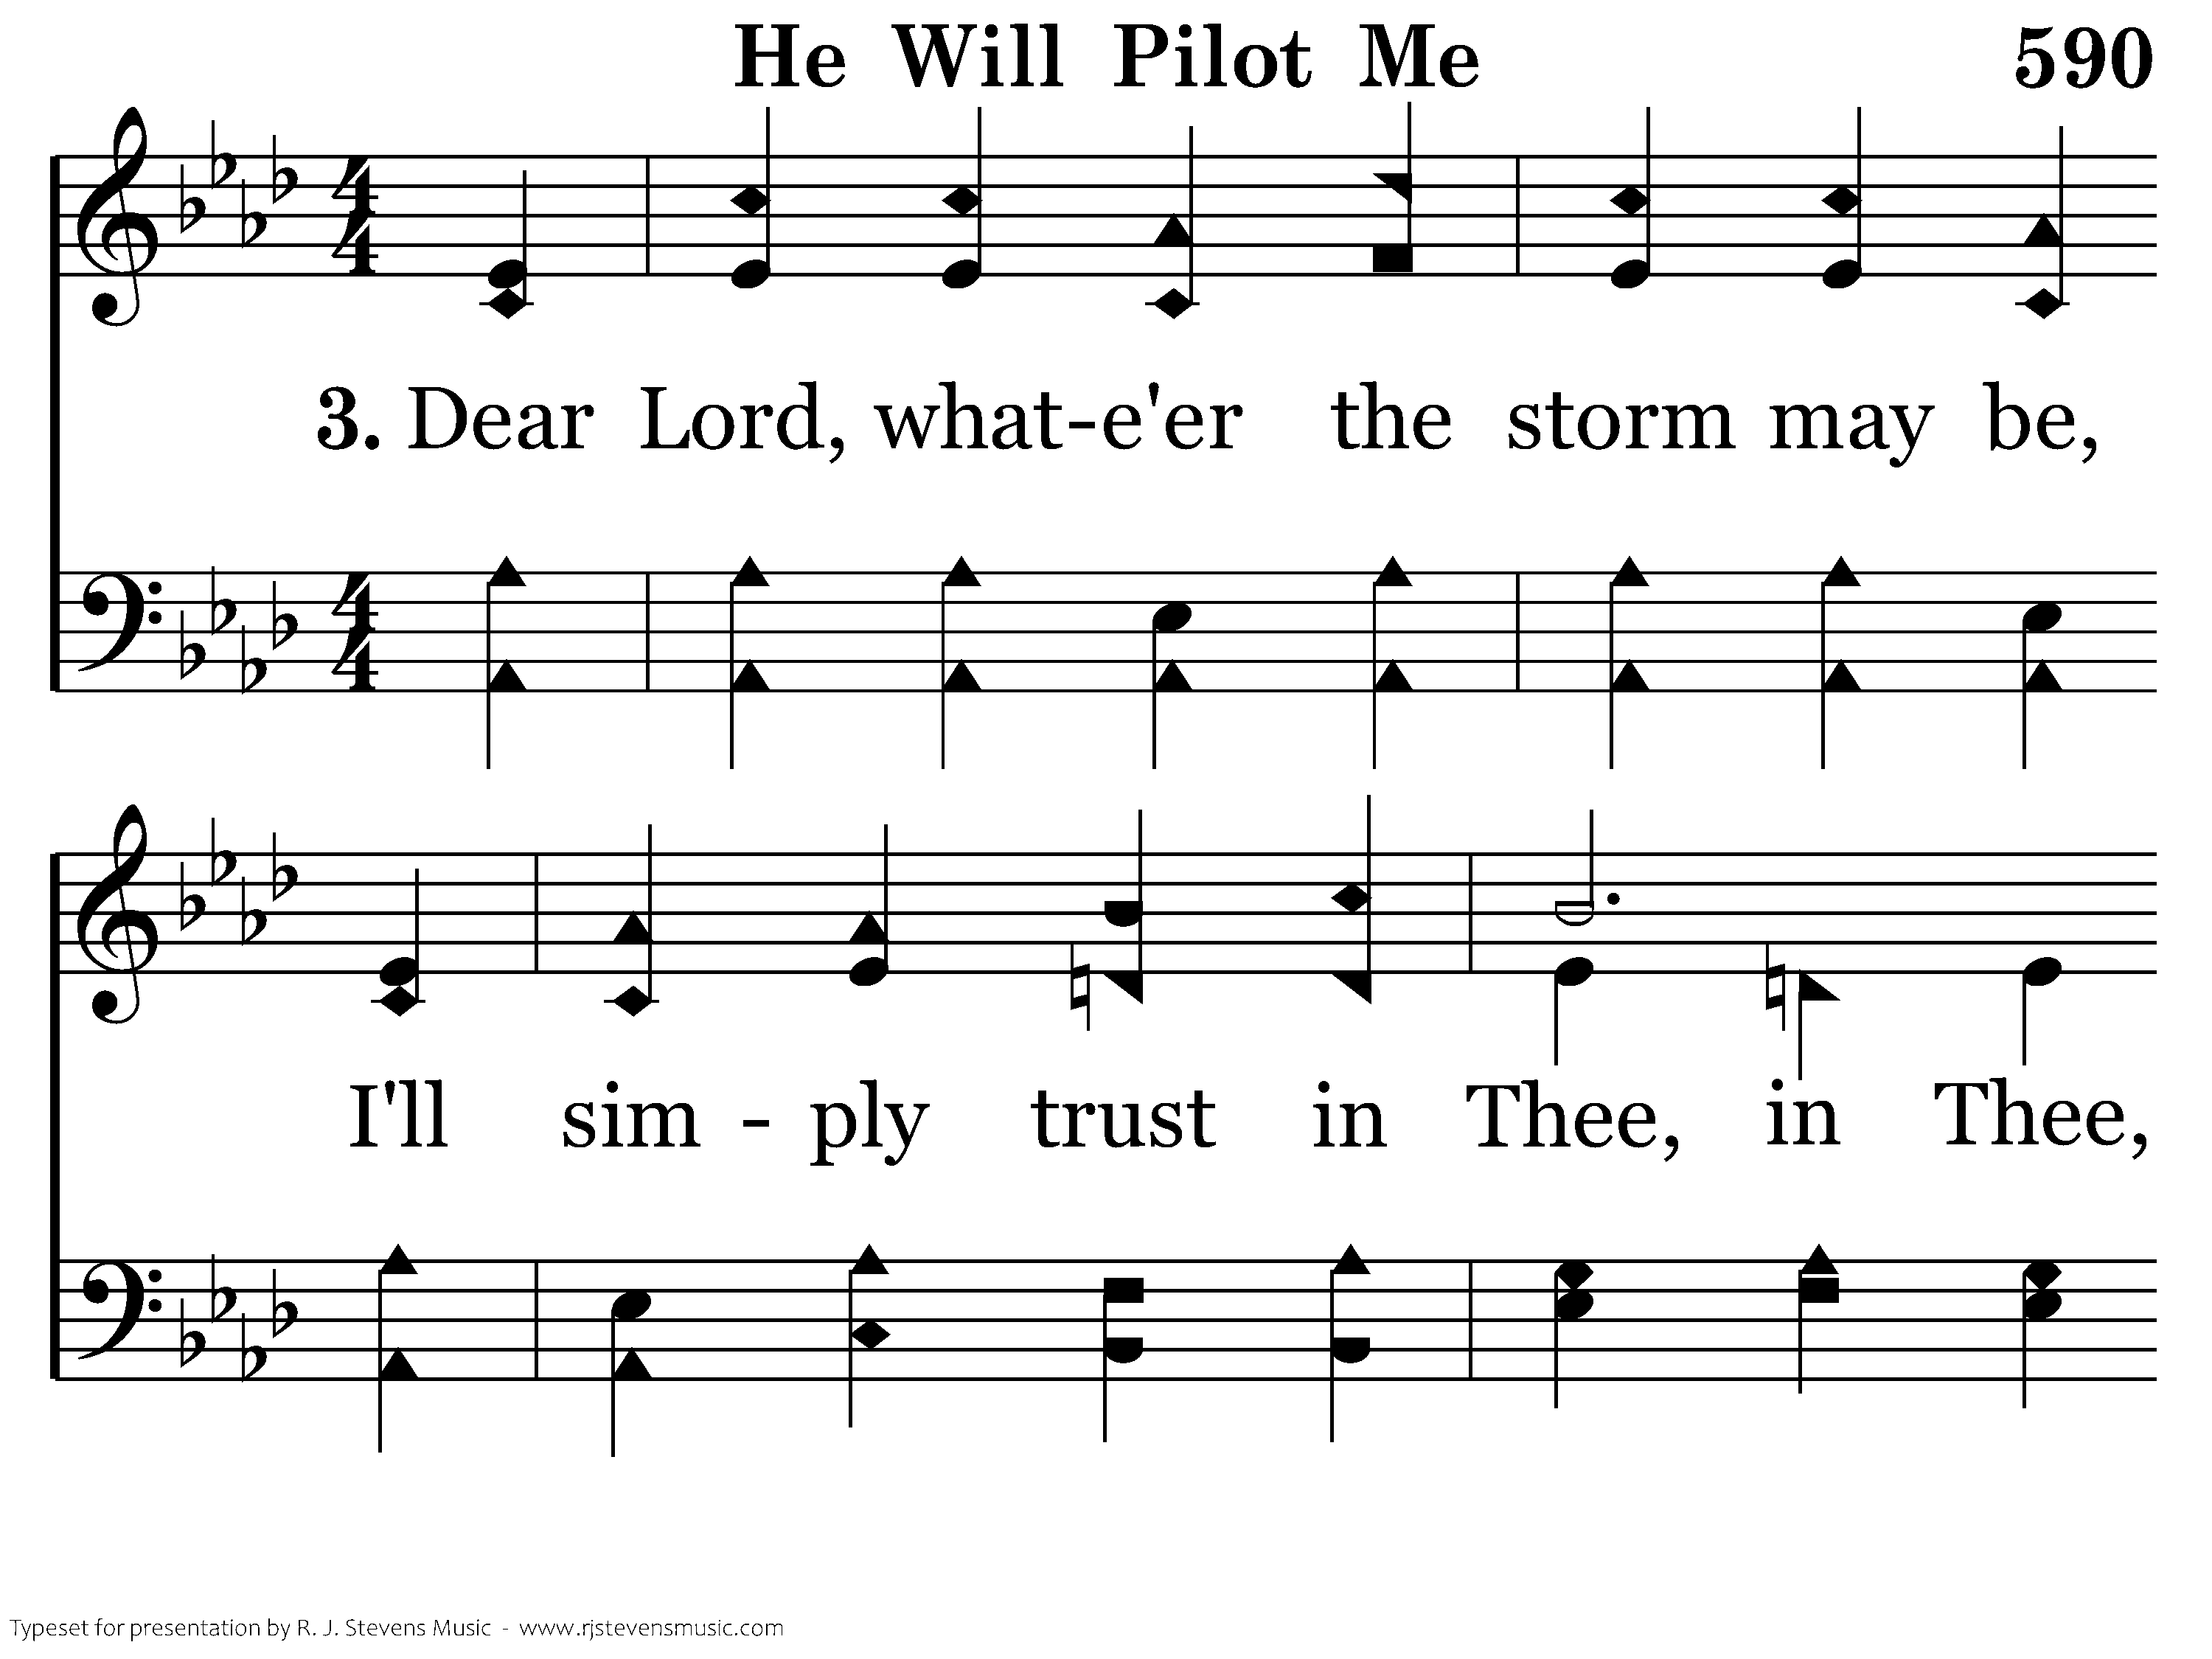 He Will Pilot Me 590
3. Dear Lord, what-e'er the storm may be,
I'll sim - ply trust in Thee, in Thee,
Typeset for presentation by R. J. Stevens Music - www.rjstevensmusic.com